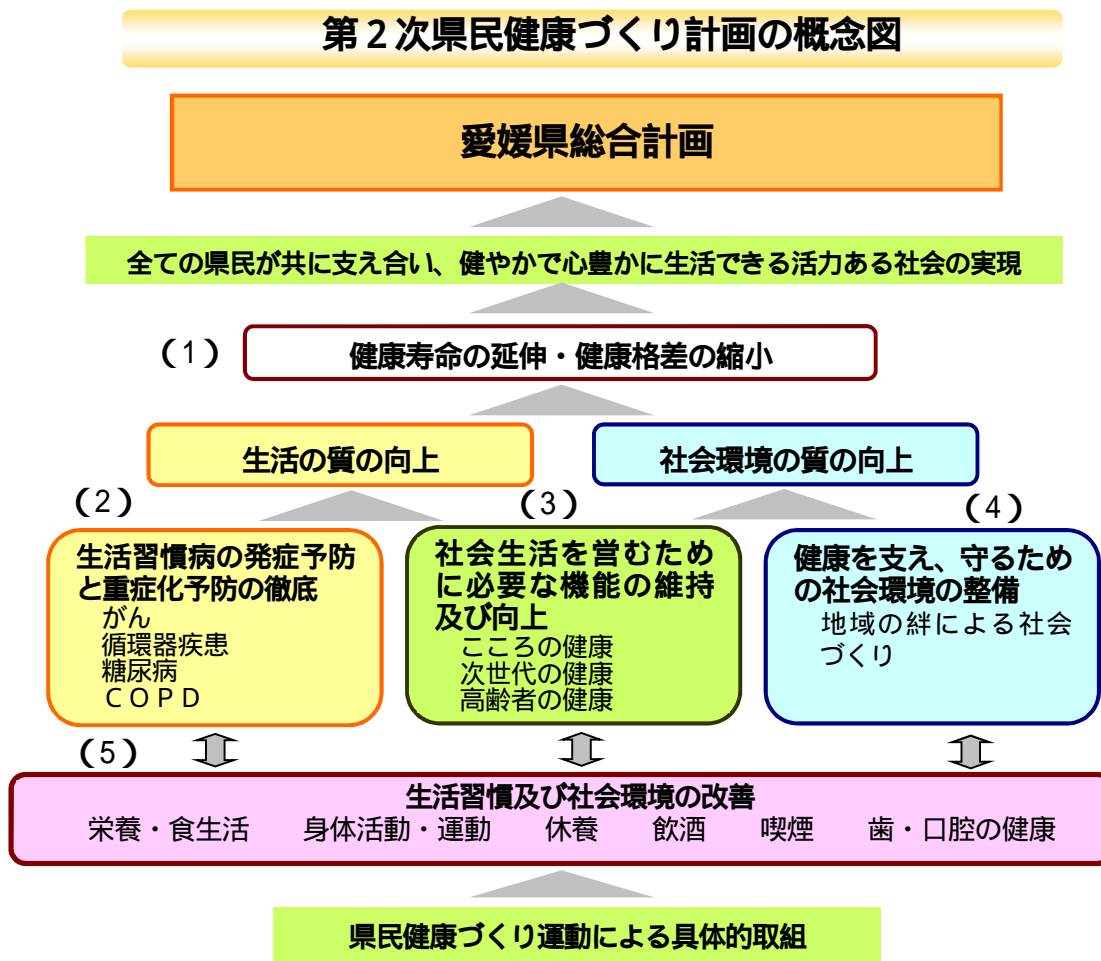 第２次県民健康づくり計画の概念図
愛媛県総合計画
全ての県民が共に支え合い、健やかで心豊かに生活できる活力ある社会の実現
（1）
健康寿命の延伸・健康格差の縮小
生活の質の向上
社会環境の質の向上
（2）
生活習慣病の発症予防
と重症化予防の徹底
がん
循環器疾患
糖尿病
ＣＯＰＤ
（3）
社会生活を営むため
に必要な機能の維持
及び向上
こころの健康
次世代の健康
高齢者の健康
（4）
健康を支え、守るため
の社会環境の整備
地域の絆による社会
づくり
（5）
生活習慣及び社会環境の改善
栄養・食生活　身体活動・運動　休養　飲酒　喫煙　歯・口腔の健康
県民健康づくり運動による具体的取組